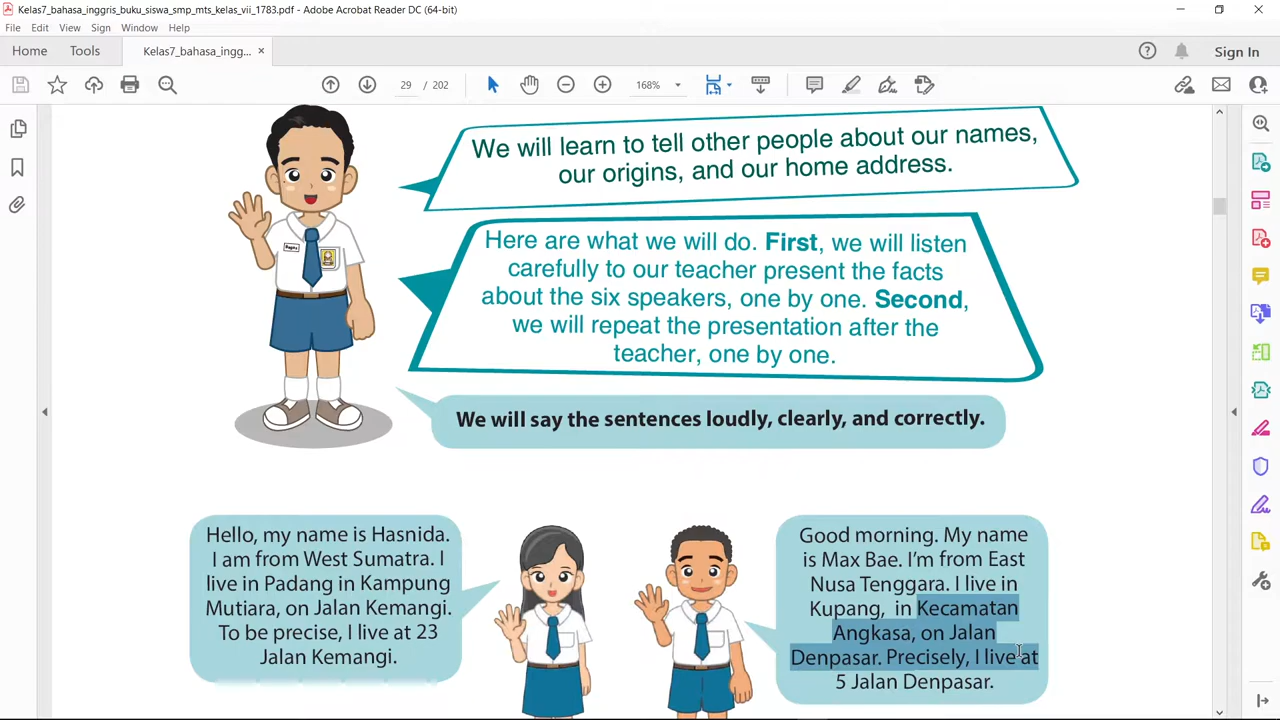 Kelas7_bahasa_inggris_buku_siswa_smp_mts_kelas_vii_1783.pdf - Adobe Acrobat Reader DC (64-bit)
File Edit View Sign Window Help
Home Tools Kelas7_bahasa_ingg... × Sign In
29 / 202 168%
We will learn to tell other people about our names,
our origins, and our home address.
Here are what we will do. First, we will listen
carefully to our teacher present the facts
about the six speakers, one by one. Second,
we will repeat the presentation after the
teacher, one by one.
We will say the sentences loudly, clearly, and correctly.
Hello, my name is Hasnida.
I am from West Sumatra. I
live in Padang in Kampung
Mutiara, on Jalan Kemangi.
To be precise, I live at 23
Jalan Kemangi.
Good morning. My name
is Max Bae. I'm from East
Nusa Tenggara. I live in
Kupang, in Kecamatan
Angkasa, on Jalan
Denpasar. Precisely, I live at
5 Jalan Denpasar.